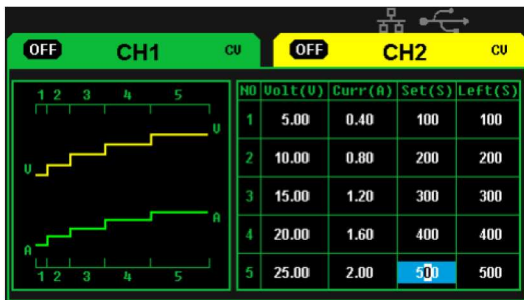 OFF CH1 CV OFF CH2 CV
1 2 3 4 5
V
V
A
A
1 2 3 4 5
NO Volt(V) Curr(A) Set(S) Left(S)
1 5.00 0.40 100 100
2 10.00 0.80 200 200
3 15.00 1.20 300 300
4 20.00 1.60 400 400
5 25.00 2.00 500 500